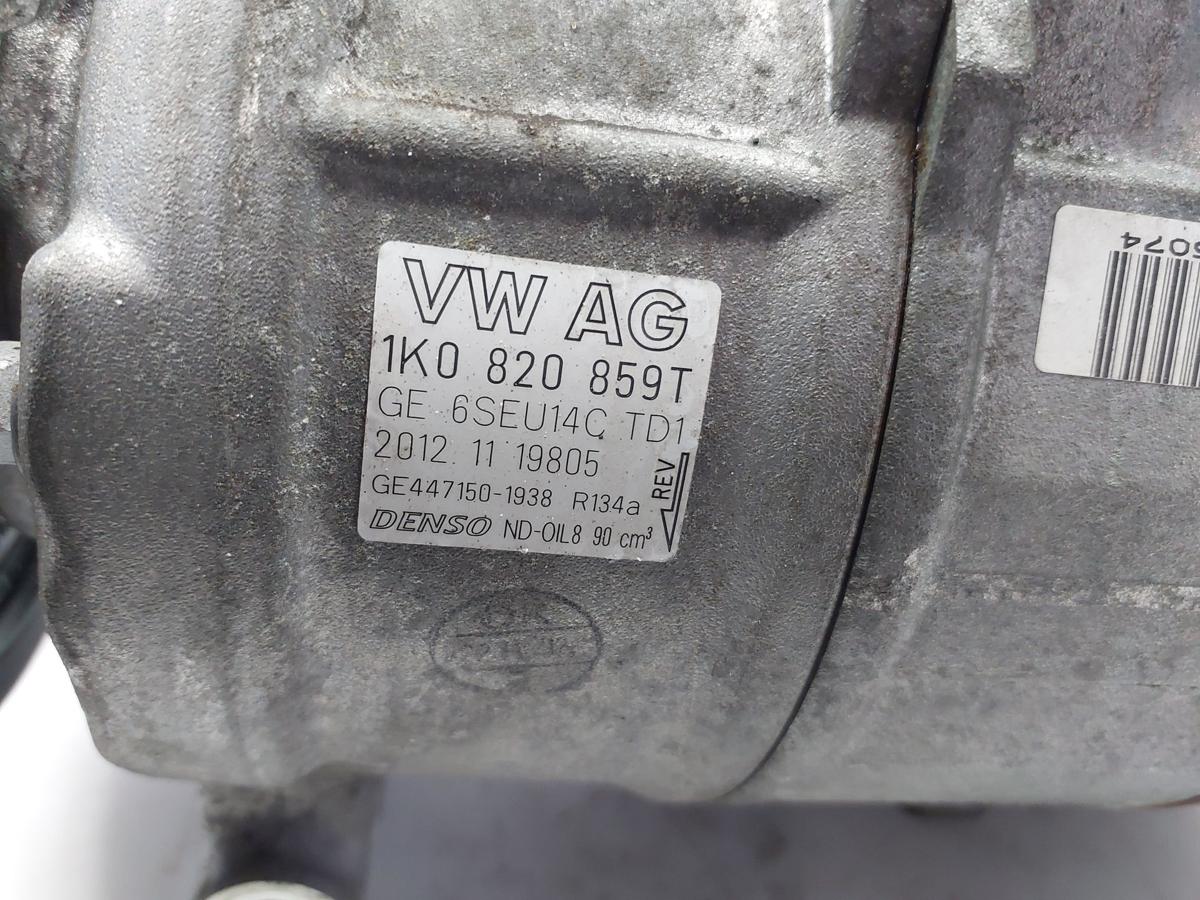 VW AG
1K0 820 859T
GE 6SEU14C TD1
2012 11 19805
GE447150-1938 R134a
REV
DENSO ND-OIL8 90 cm³
5074